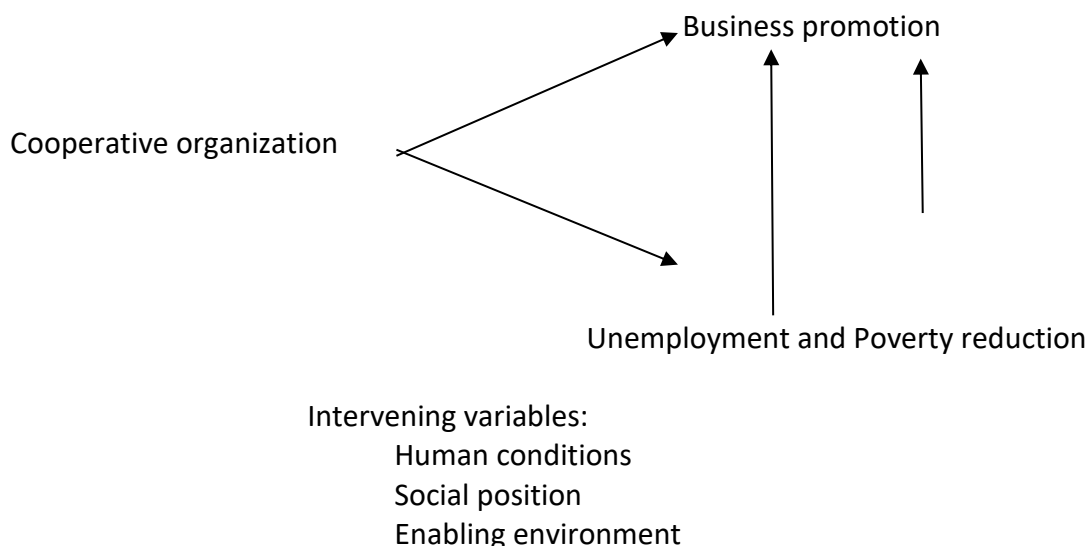 Business promotion
Cooperative organization
Unemployment and Poverty reduction
Intervening variables:
Human conditions
Social position
Enabling environment